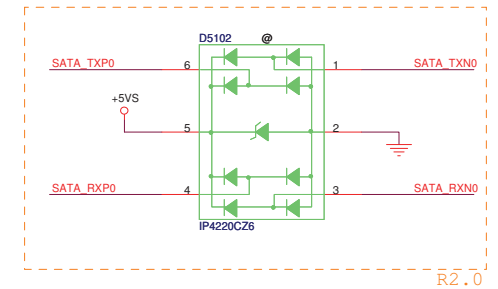 D5102 @
SATA_TXP0 6 1 SATA_TXN0
+5VS
5 2
SATA_RXP0 4 3 SATA_RXN0
IP4220CZ6
R2.0